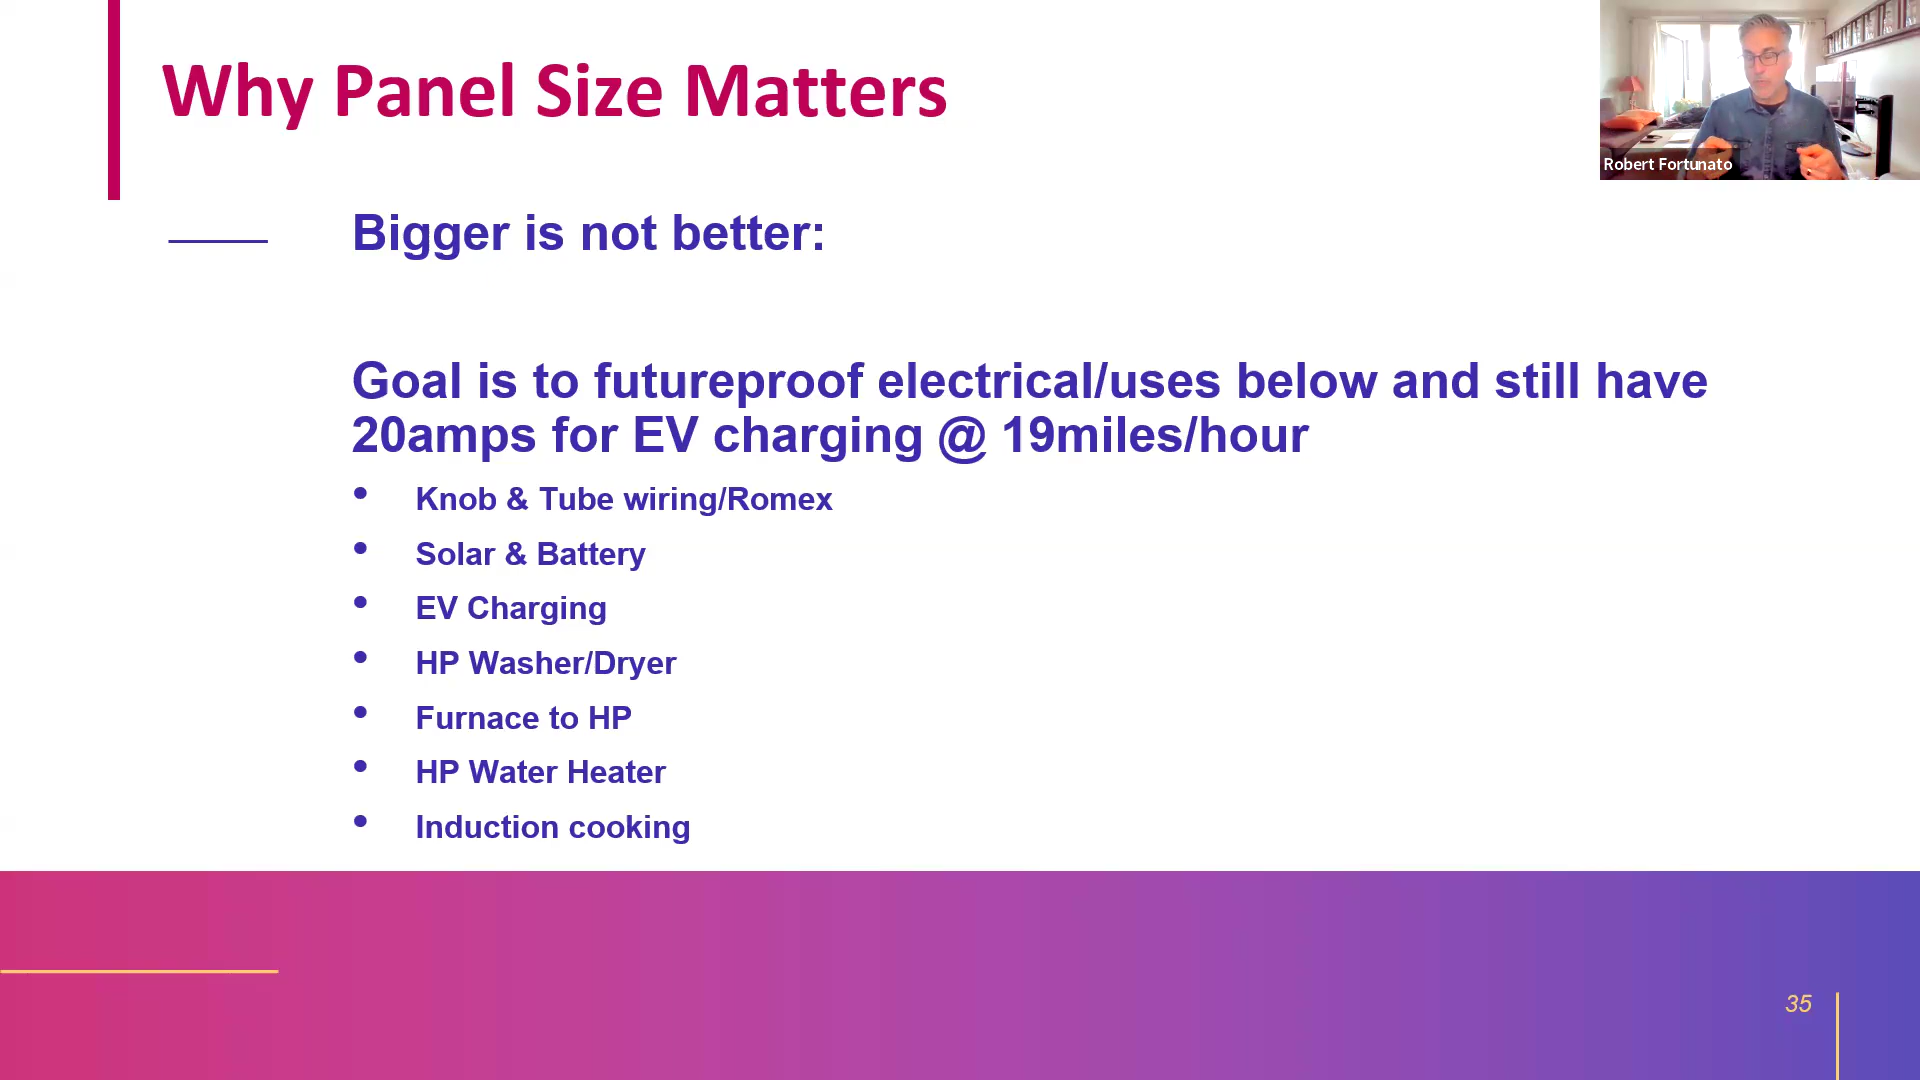 Why Panel Size Matters
Robert Fortunato
Bigger is not better:
Goal is to futureproof electrical/uses below and still have
20amps for EV charging @ 19miles/hour
• Knob & Tube wiring/Romex
• Solar & Battery
• EV Charging
• HP Washer/Dryer
• Furnace to HP
• HP Water Heater
• Induction cooking
35